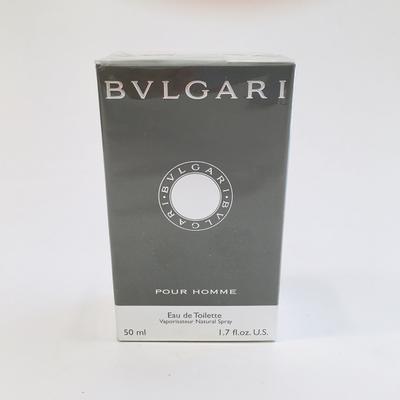 BVLGARI
BVLGARI · BVLGARI ·
POUR HOMME
Eau de Toilette
Vaporisateur Natural Spray
50 ml 1.7 fl.oz. U.S.